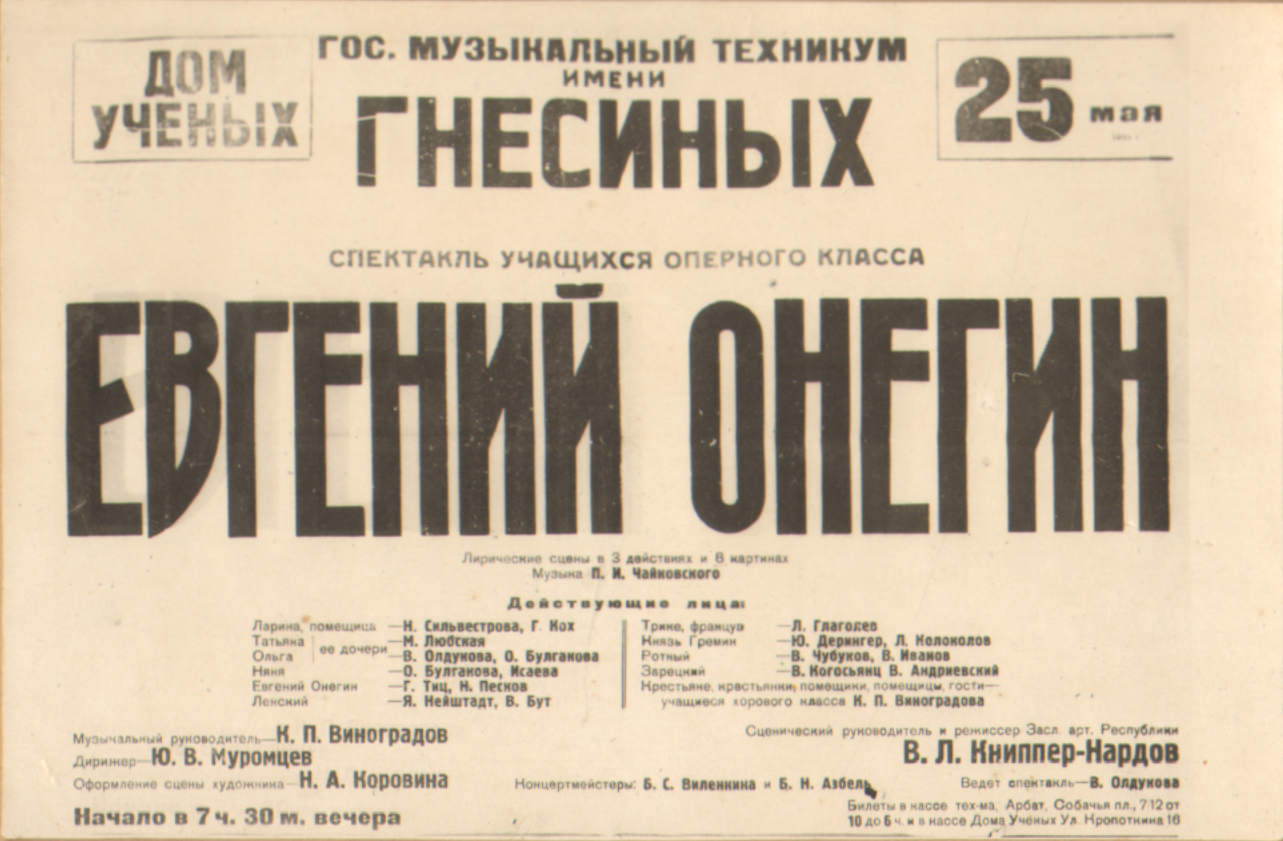 ДОМ
УЧЕНЫХ
ГОС. МУЗЫКАЛЬНЫЙ ТЕХНИКУМ
ИМЕНИ
ГНЕСИНЫХ
25 мая
СПЕКТАКЛЬ УЧАЩИХСЯ ОПЕРНОГО КЛАССА
ЕВГЕНИЙ ОНЕГИН
Лирические сцены в 3 действиях и 6 картинах
Музыка П. И. Чайковского
Действующие лица:
Ларина, помещица —Н. Сильвестрова, Г. Кох
Татьяна —М. Любская
Ольга ее дочери —В. Олдукова, О. Булганова
Няня —О. Булганова, Исаева
Евгений Онегин —Г. Тиц, Н. Песков
Ленский —Я. Нейштадт, В. Бут
Трике, француз —Л. Глаголев
Князь Гремин —Ю. Дерингер, Л. Колоколов
Ротный —В. Чубуков, В. Иванов
Зарецкий —В. Когосьянц В. Андриевский
Крестьяне, крестьянки, помещики, помещицы, гости—
учащиеся хорового класса К. П. Виноградова
Музычальный руководитель—К. П. Виноградов
Дирижер—Ю. В. Муромцев
Оформление сцены художника—Н. А. Коровина
Начало в 7 ч. 30 м. вечера
Концертмейстеры: Б. С. Виленкина и Б. Н. Азбель
Сценический руководитель и режиссер Засл. арт. Республики
В. Л. Книппер-Нардов
Ведет спектакль—В. Олдукова
Билеты в кассе тех-ма, Арбат, Собачья пл., 7/12 от
10 до 6 ч. и в кассе Дома Ученых Ул. Кропоткина 16